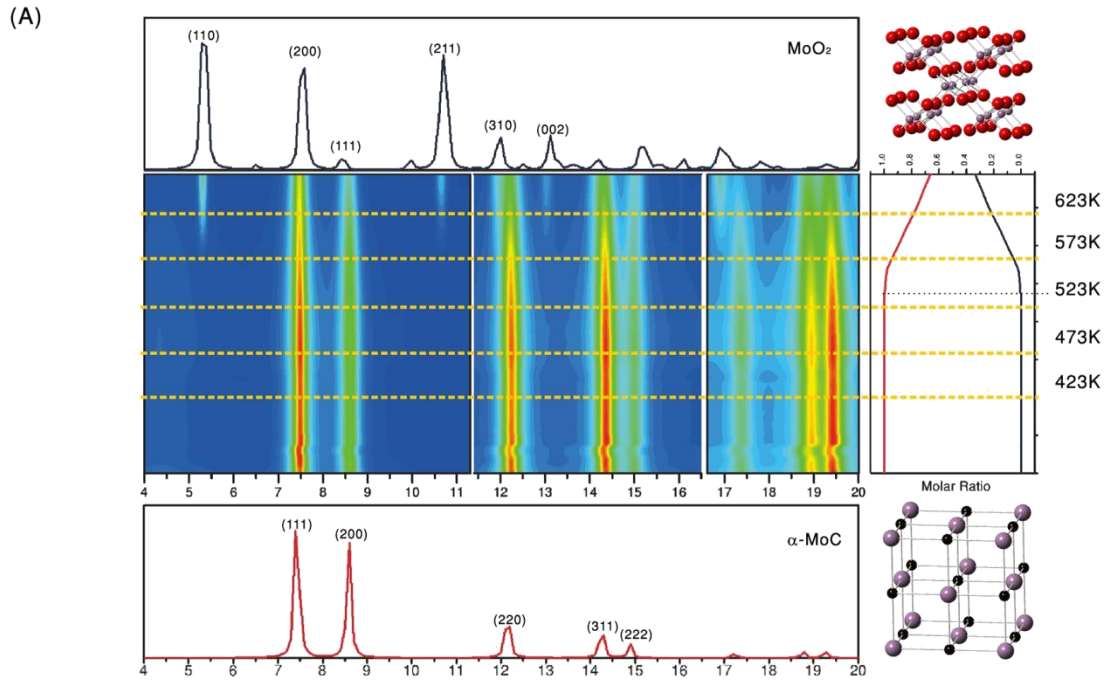 (A)
MoO₂
(110)
(200)
(111)
(211)
(310)
(002)
1.0 0.8 0.6 0.4 0.2 0.0
623K
573K
523K
473K
423K
4 5 6 7 8 9 10 11 12 13 14 15 16 17 18 19 20
Molar Ratio
α-MoC
(111)
(200)
(220)
(311)
(222)
4 5 6 7 8 9 10 11 12 13 14 15 16 17 18 19 20